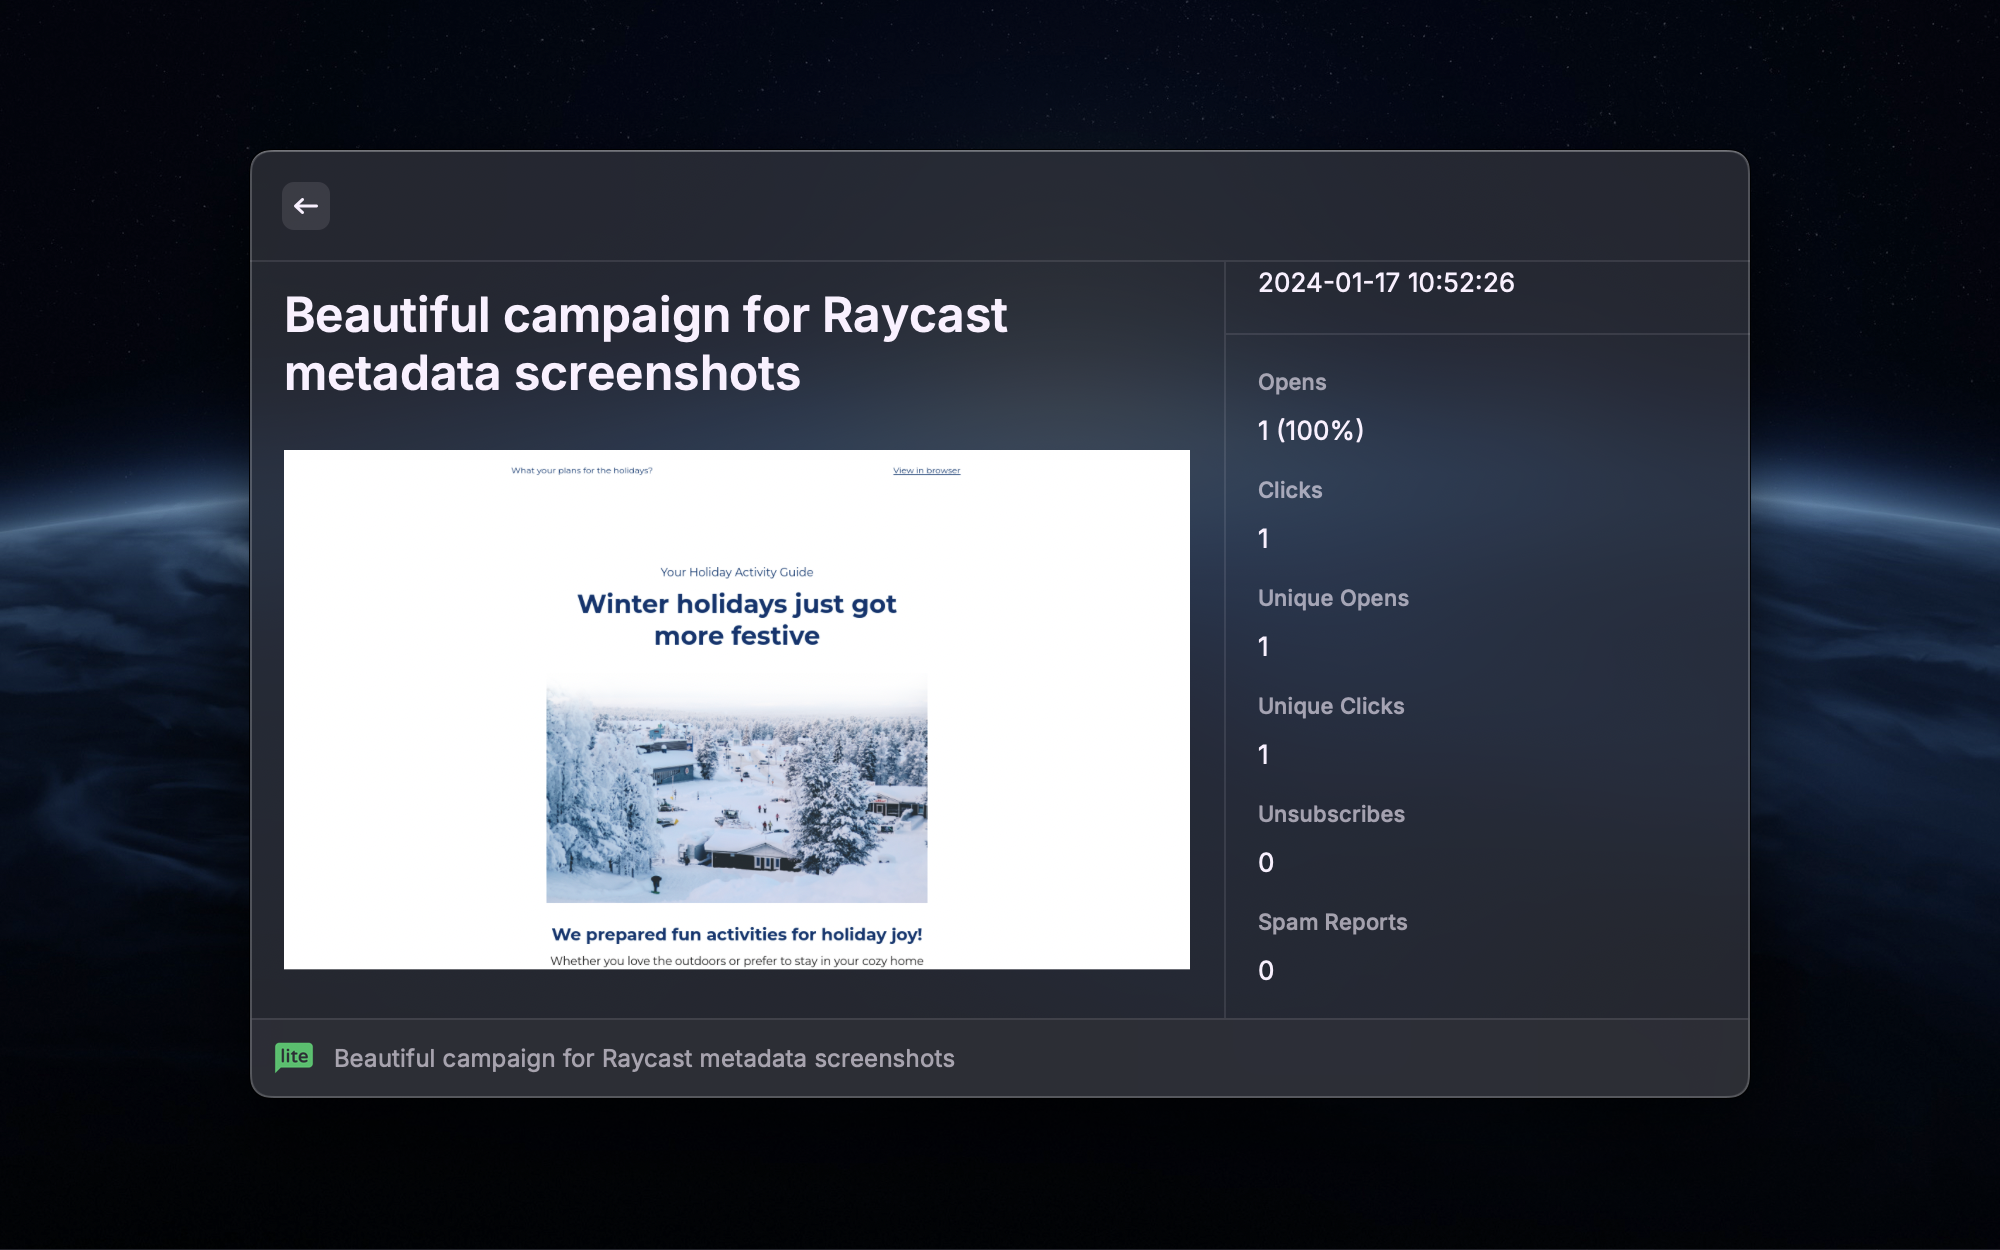 Beautiful campaign for Raycast
metadata screenshots
What your plans for the holidays?
View in browser
Your Holiday Activity Guide
Winter holidays just got
more festive
We prepared fun activities for holiday joy!
Whether you love the outdoors or prefer to stay in your cozy home
2024-01-17 10:52:26
Opens
1 (100%)
Clicks
1
Unique Opens
1
Unique Clicks
1
Unsubscribes
0
Spam Reports
0
lite
Beautiful campaign for Raycast metadata screenshots